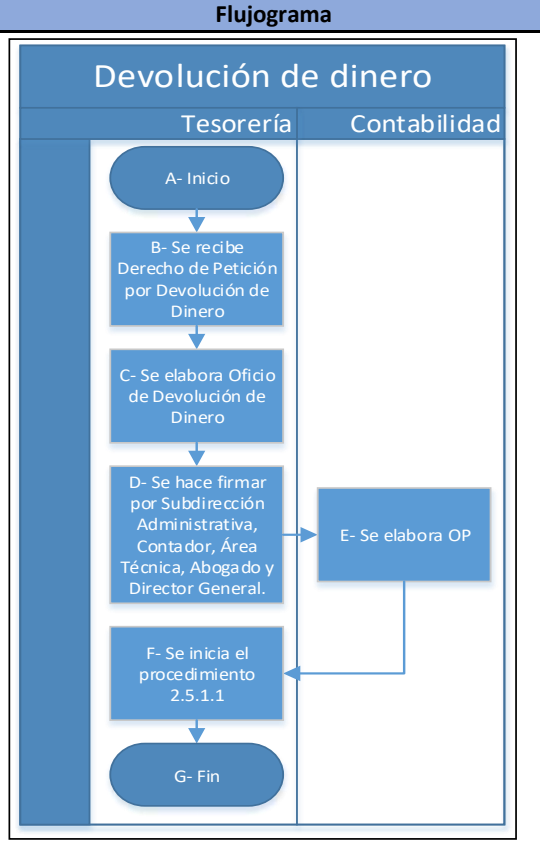 Flujograma
Devolución de dinero
Tesorería
Contabilidad
A- Inicio
B- Se recibe
Derecho de Petición
por Devolución de
Dinero
C- Se elabora Oficio
de Devolución de
Dinero
D- Se hace firmar
por Subdirección
Administrativa,
Contador, Área
Técnica, Abogado y
Director General.
E- Se elabora OP
F- Se inicia el
procedimiento
2.5.1.1
G- Fin